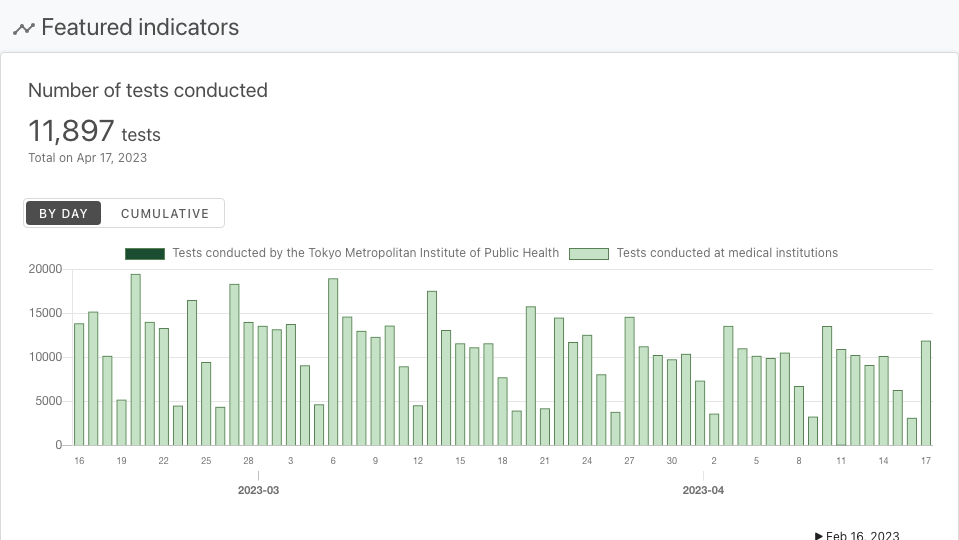 Featured indicators
Number of tests conducted
11,897 tests
Total on Apr 17, 2023
BY DAY CUMULATIVE
Tests conducted by the Tokyo Metropolitan Institute of Public Health Tests conducted at medical institutions
20000
15000
10000
5000
0
16 19 22 25 28 3 6 9 12 15 18 21 24 27 30 2 5 8 11 14 17
2023-03 2023-04
Feb 16, 2023